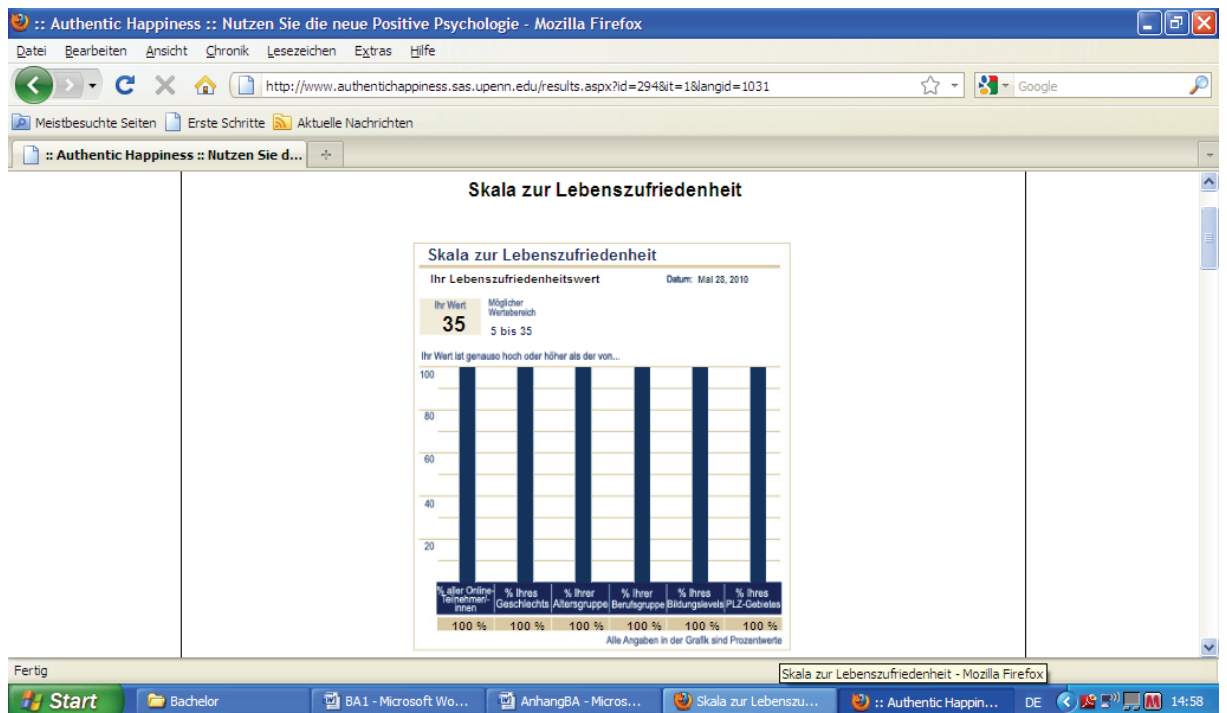 :: Authentic Happiness :: Nutzen Sie die neue Positive Psychologie - Mozilla Firefox
Datei Bearbeiten Ansicht Chronik Lesezeichen Extras Hilfe
http://www.authentichappiness.sas.upenn.edu/results.aspx?id=294&it=1&langid=1031 Google
Meistbesuchte Seiten Erste Schritte Aktuelle Nachrichten
:: Authentic Happiness :: Nutzen Sie d...
Skala zur Lebenszufriedenheit
Skala zur Lebenszufriedenheit
Ihr Lebenszufriedenheitswert Datum: Mai 28, 2010
Ihr Wert Möglicher
Wertebereich
35 5 bis 35
Ihr Wert ist genauso hoch oder höher als der von...
100
80
60
40
20
% aller Online- % Ihres % Ihrer % Ihrer % Ihres % Ihres
Teilnehmer/- Geschlechts Altersgruppe Berufsgruppe Bildungslevels PLZ-Gebietes
innen
100 % 100 % 100 % 100 % 100 % 100 %
Alle Angaben in der Grafik sind Prozentwerte
Fertig
Skala zur Lebenszufriedenheit - Mozilla Firefox
Start Bachelor BA1 - Microsoft Wo... AnhangBA - Micros... Skala zur Lebenszu... :: Authentic Happin... DE 14:58